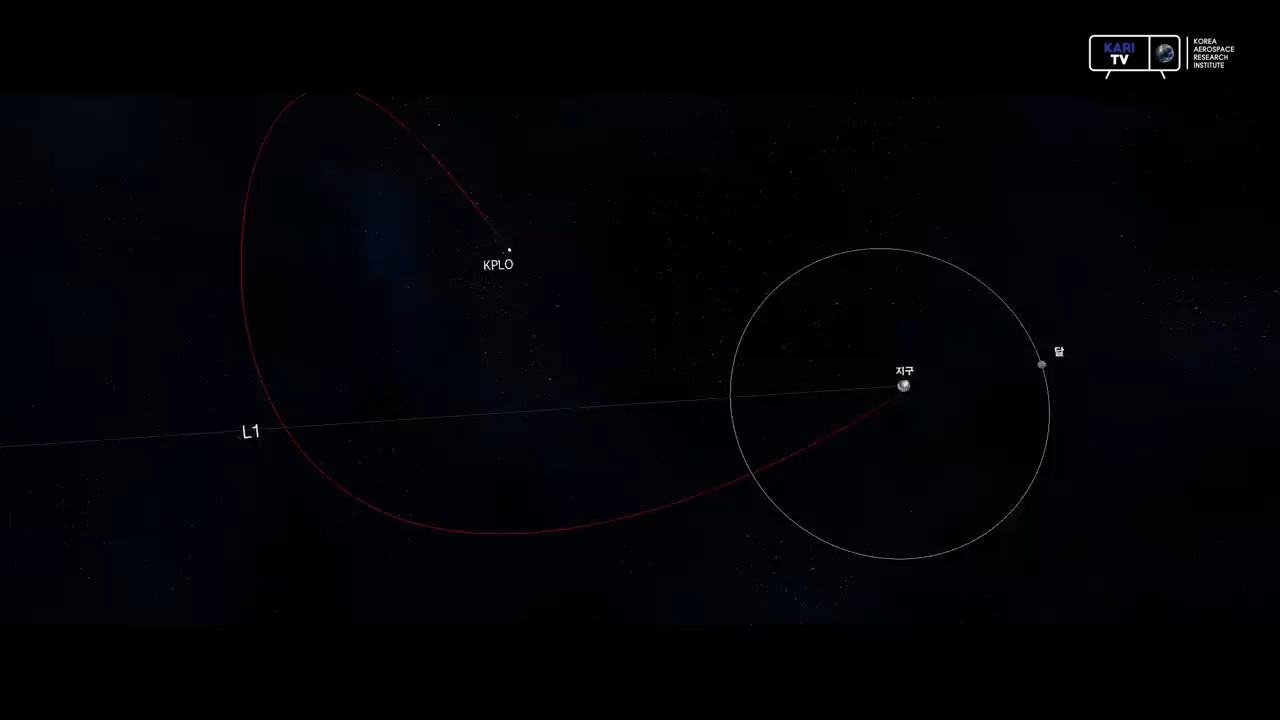 KARI
TV
KOREA
AEROSPACE
RESEARCH
INSTITUTE
KPLO
달
지구
L1